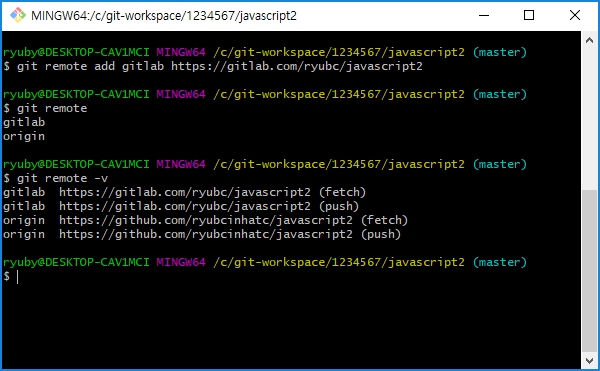 MINGW64:/c/git-workspace/1234567/javascript2
ryuby@DESKTOP-CAV1MCI MINGW64 /c/git-workspace/1234567/javascript2 (master)
$ git remote add gitlab https://gitlab.com/ryubc/javascript2
ryuby@DESKTOP-CAV1MCI MINGW64 /c/git-workspace/1234567/javascript2 (master)
$ git remote
gitlab
origin
ryuby@DESKTOP-CAV1MCI MINGW64 /c/git-workspace/1234567/javascript2 (master)
$ git remote -v
gitlab  https://gitlab.com/ryubc/javascript2 (fetch)
gitlab  https://gitlab.com/ryubc/javascript2 (push)
origin  https://github.com/ryubcinhatc/javascript2 (fetch)
origin  https://github.com/ryubcinhatc/javascript2 (push)
ryuby@DESKTOP-CAV1MCI MINGW64 /c/git-workspace/1234567/javascript2 (master)
$